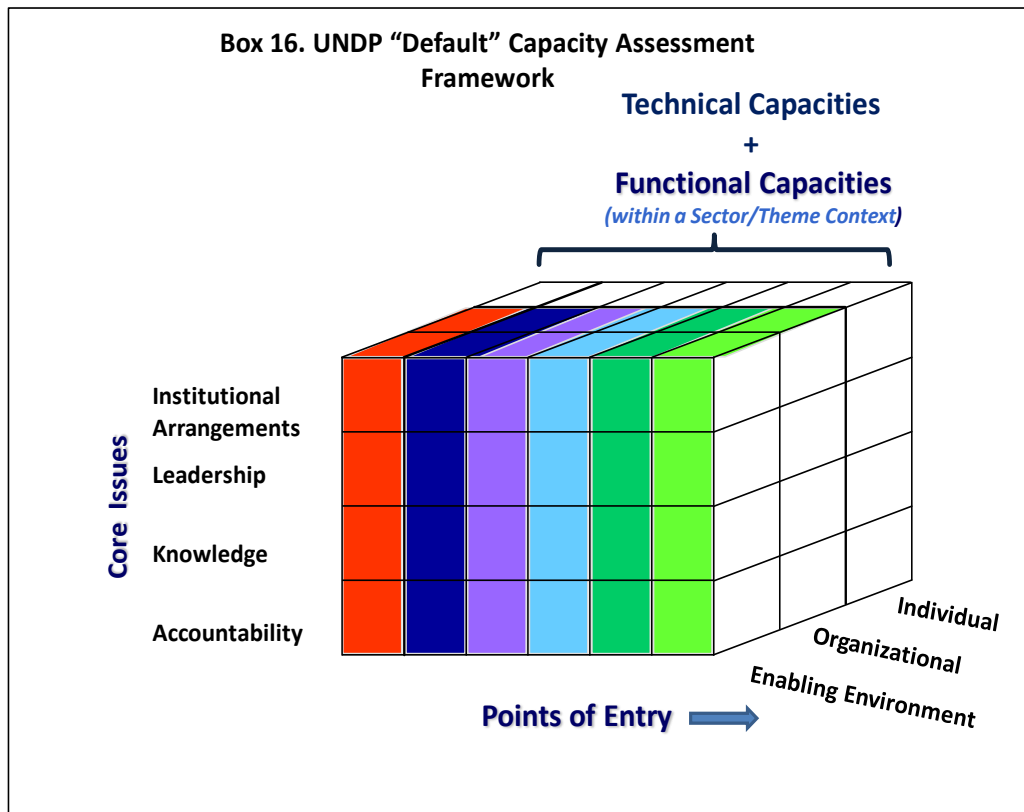 Box 16. UNDP “Default” Capacity Assessment
Framework
Technical Capacities
+
Functional Capacities
(within a Sector/Theme Context)
Core Issues
Institutional
Arrangements
Leadership
Knowledge
Accountability
Individual
Organizational
Enabling Environment
Points of Entry